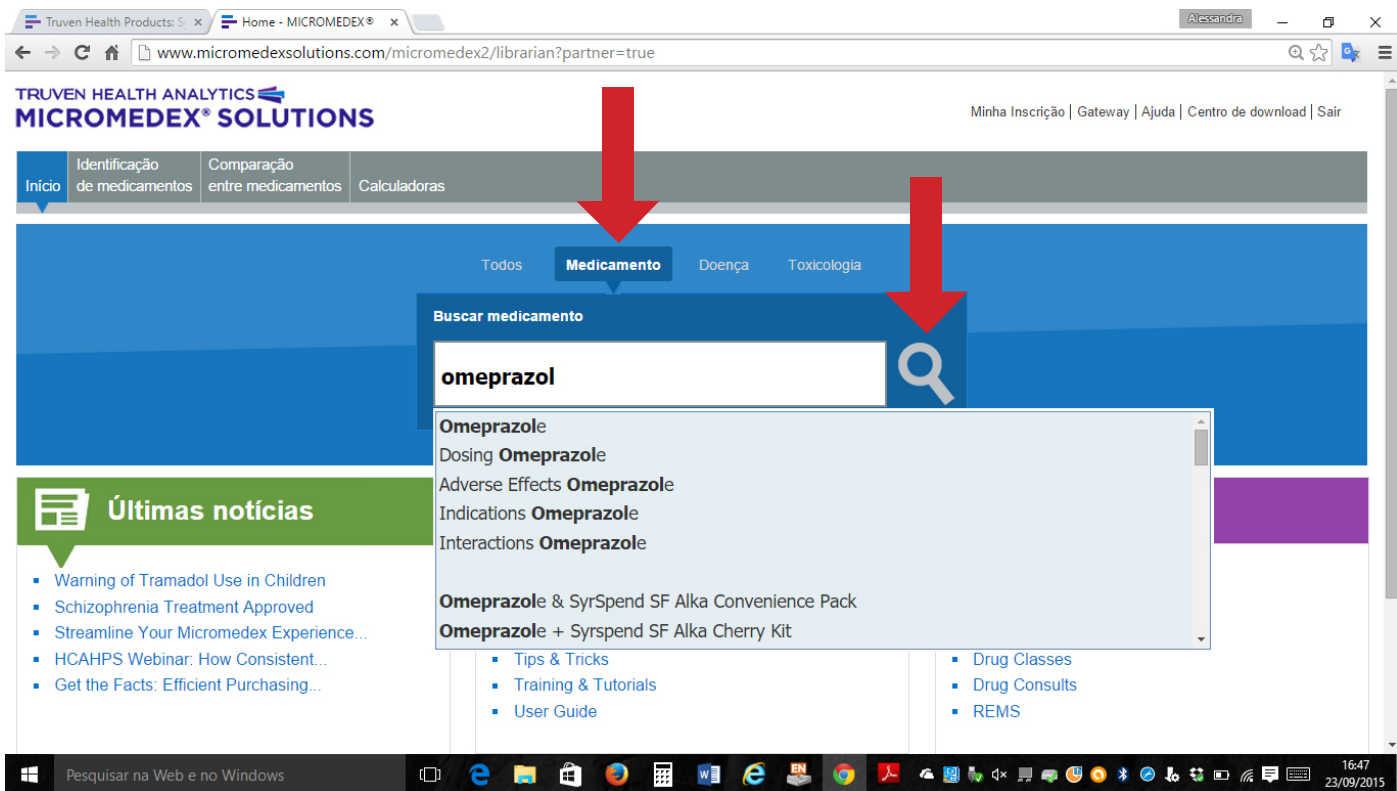 Truven Health Products: S
Home - MICROMEDEX®
Alessandra
www.micromedexsolutions.com/micromedex2/librarian?partner=true
TRUVEN HEALTH ANALYTICS
MICROMEDEX® SOLUTIONS
Minha Inscrição | Gateway | Ajuda | Centro de download | Sair
Início
Identificação
de medicamentos
Comparação
entre medicamentos
Calculadoras
Todos Medicamento Doença Toxicologia
Buscar medicamento
omeprazol
Omeprazole
Dosing Omeprazole
Adverse Effects Omeprazole
Indications Omeprazole
Interactions Omeprazole
Omeprazole & SyrSpend SF Alka Convenience Pack
Omeprazole + Syrspend SF Alka Cherry Kit
Últimas notícias
Warning of Tramadol Use in Children
Schizophrenia Treatment Approved
Streamline Your Micromedex Experience...
HCAHPS Webinar: How Consistent...
Get the Facts: Efficient Purchasing...
Tips & Tricks
Training & Tutorials
User Guide
Drug Classes
Drug Consults
REMS
Pesquisar na Web e no Windows
16:47
23/09/2015